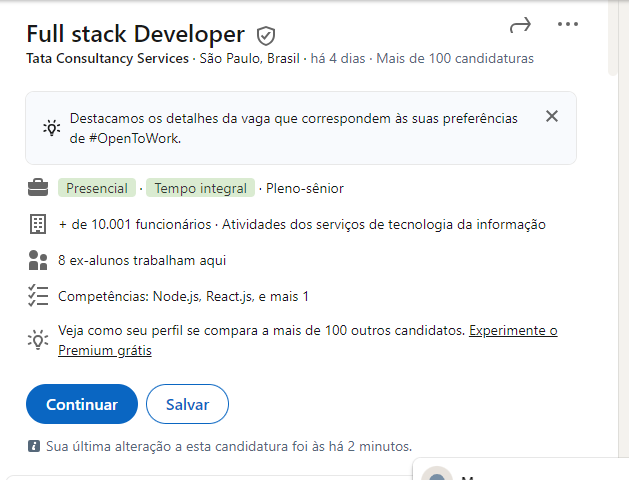 Full stack Developer
Tata Consultancy Services · São Paulo, Brasil · há 4 dias · Mais de 100 candidaturas
Destacamos os detalhes da vaga que correspondem às suas preferências
de #OpenToWork.
Presencial · Tempo integral · Pleno-sênior
+ de 10.001 funcionários · Atividades dos serviços de tecnologia da informação
8 ex-alunos trabalham aqui
Competências: Node.js, React.js, e mais 1
Veja como seu perfil se compara a mais de 100 outros candidatos. Experimente o
Premium grátis
Continuar
Salvar
Sua última alteração a esta candidatura foi às há 2 minutos.